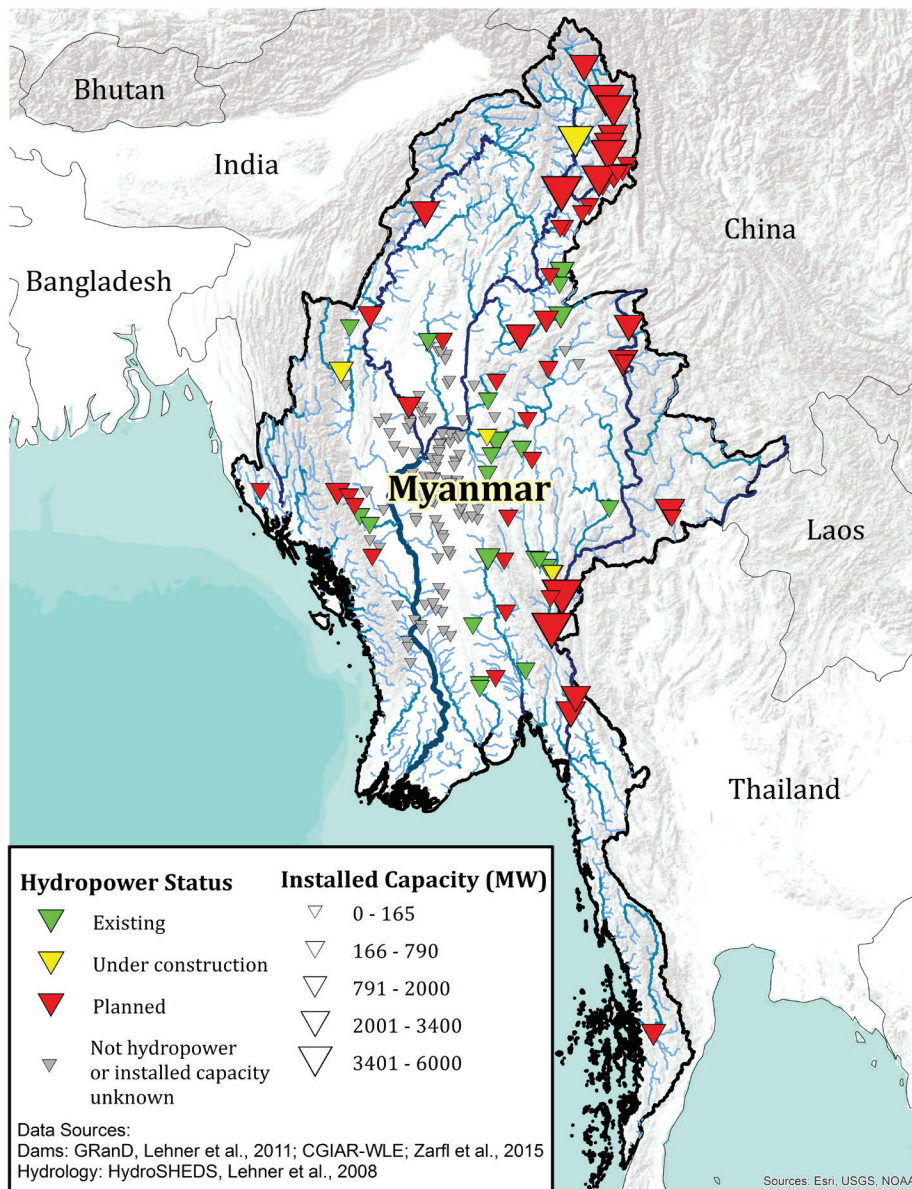 Bhutan
India
China
Bangladesh
Myanmar
Laos
Thailand
Hydropower Status
Existing
Under construction
Planned
Not hydropower
or installed capacity
unknown
Installed Capacity (MW)
0 - 165
166 - 790
791 - 2000
2001 - 3400
3401 - 6000
Data Sources:
Dams: GRanD, Lehner et al., 2011; CGIAR-WLE; Zarfl et al., 2015
Hydrology: HydroSHEDS, Lehner et al., 2008
Sources: Esri, USGS, NOAA